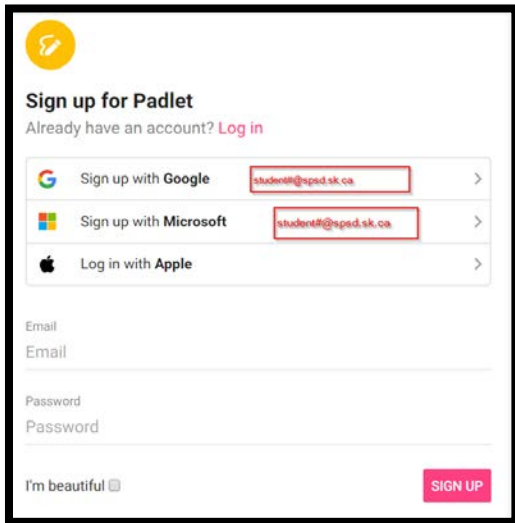 Sign up for Padlet
Already have an account? Log in
Sign up with Google student#@spsd.sk.ca
Sign up with Microsoft student#@spsd.sk.ca
Log in with Apple
Email
Email
Password
Password
I'm beautiful SIGN UP